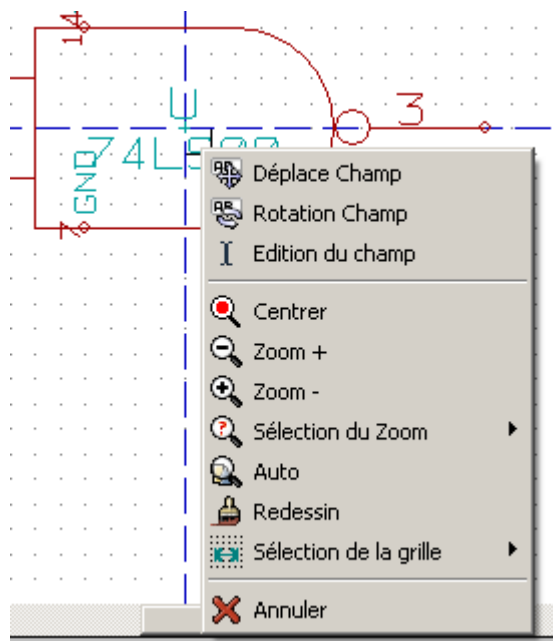 14
U
3
74LS00
GND
7
Déplace Champ
Rotation Champ
Edition du champ
Centrer
Zoom +
Zoom -
Sélection du Zoom
Auto
Redessin
Sélection de la grille
Annuler